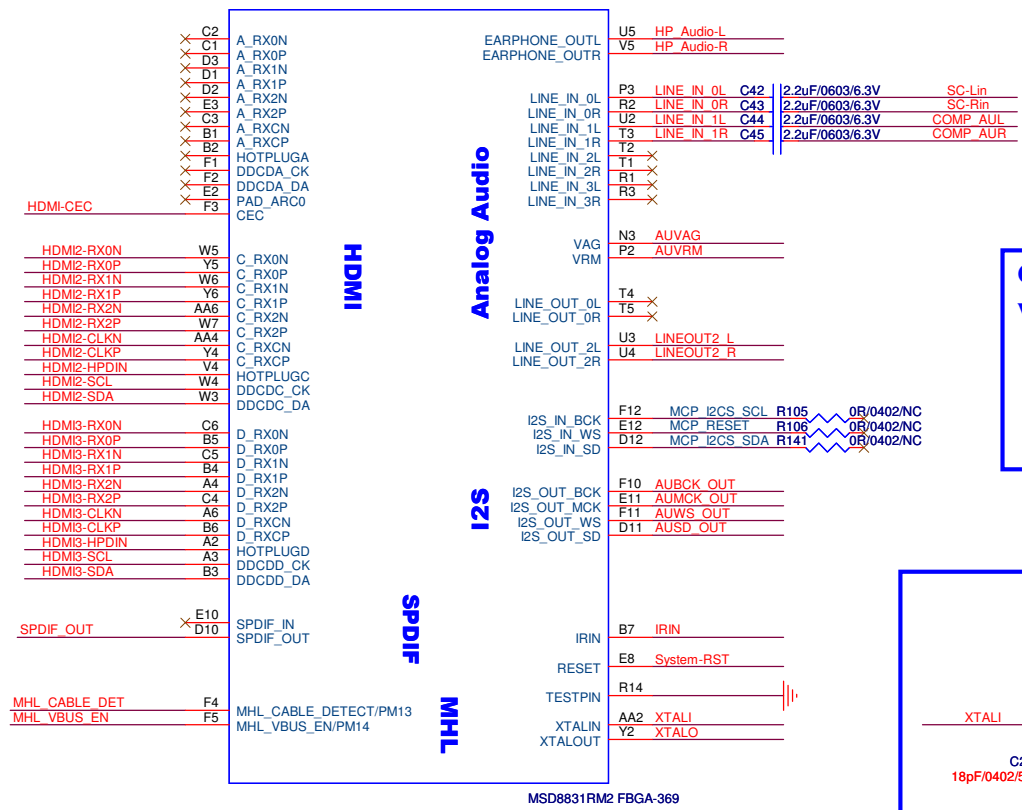 C2 A_RX0N
C1 A_RX0P
D3 A_RX1N
D1 A_RX1P
D2 A_RX2N
E3 A_RX2P
C3 A_RXCN
B1 A_RXCP
B2 HOTPLUGA
F1 DDCDA_CK
F2 DDCDA_DA
E2 PAD_ARC0
HDMI-CEC F3 CEC
HDMI2-RX0N W5 C_RX0N
HDMI2-RX0P Y5 C_RX0P
HDMI2-RX1N W6 C_RX1N
HDMI2-RX1P Y6 C_RX1P
HDMI2-RX2N AA6 C_RX2N
HDMI2-RX2P W7 C_RX2P
HDMI2-CLKN AA4 C_RXCN
HDMI2-CLKP Y4 C_RXCP
HDMI2-HPDIN V4 HOTPLUGC
HDMI2-SCL W4 DDCDC_CK
HDMI2-SDA W3 DDCDC_DA
HDMI3-RX0N C6 D_RX0N
HDMI3-RX0P B5 D_RX0P
HDMI3-RX1N C5 D_RX1N
HDMI3-RX1P B4 D_RX1P
HDMI3-RX2N A4 D_RX2N
HDMI3-RX2P C4 D_RX2P
HDMI3-CLKN A6 D_RXCN
HDMI3-CLKP B6 D_RXCP
HDMI3-HPDIN A2 HOTPLUGD
HDMI3-SCL A3 DDCDD_CK
HDMI3-SDA B3 DDCDD_DA
E10 SPDIF_IN
SPDIF_OUT D10 SPDIF_OUT
MHL_CABLE_DET F4 MHL_CABLE_DETECT/PM13
MHL_VBUS_EN F5 MHL_VBUS_EN/PM14
HDMI
Analog Audio
I2S
SPDIF
MHL
EARPHONE_OUTL U5 HP_Audio-L
EARPHONE_OUTR V5 HP_Audio-R
LINE_IN_0L P3 LINE_IN_0L C42 2.2uF/0603/6.3V SC-Lin
LINE_IN_0R R2 LINE_IN_0R C43 2.2uF/0603/6.3V SC-Rin
LINE_IN_1L U2 LINE_IN_1L C44 2.2uF/0603/6.3V COMP_AUL
LINE_IN_1R T3 LINE_IN_1R C45 2.2uF/0603/6.3V COMP_AUR
LINE_IN_2L T2
LINE_IN_2R T1
LINE_IN_3L R1
LINE_IN_3R R3
VAG N3 AUVAG
VRM P2 AUVRM
LINE_OUT_0L T4
LINE_OUT_0R T5
LINE_OUT_2L U3 LINEOUT2_L
LINE_OUT_2R U4 LINEOUT2_R
I2S_IN_BCK F12 MCP_I2CS_SCL R105 0R/0402/NC
I2S_IN_WS E12 MCP_RESET R106 0R/0402/NC
I2S_IN_SD D12 MCP_I2CS_SDA R141 0R/0402/NC
I2S_OUT_BCK F10 AUBCK_OUT
I2S_OUT_MCK E11 AUMCK_OUT
I2S_OUT_WS F11 AUWS_OUT
I2S_OUT_SD D11 AUSD_OUT
IRIN B7 IRIN
RESET E8 System-RST
TESTPIN R14
XTALIN AA2 XTALI
XTALOUT Y2 XTALO
MSD8831RM2 FBGA-369
XTALI
18pF/0402/